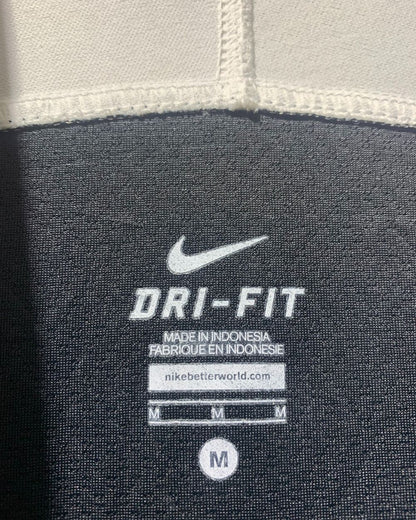 DRI-FIT
MADE IN INDONESIA
FABRIQUE EN INDONESIE
nikebetterworld.com
M M M
M